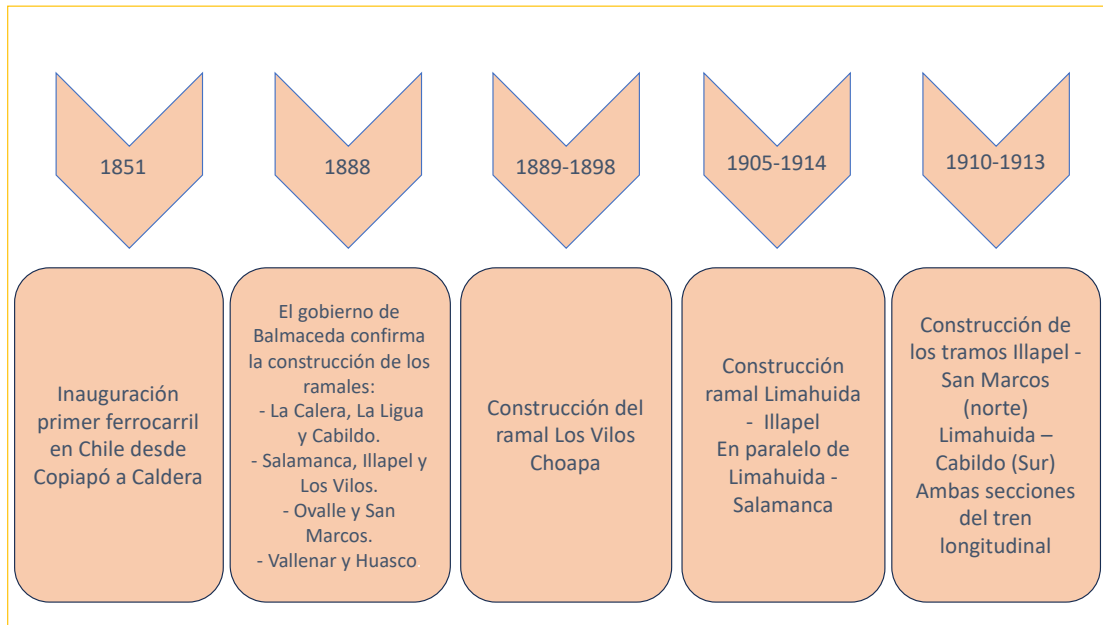 1851
1888
1889-1898
1905-1914
1910-1913
Inauguración
primer ferrocarril
en Chile desde
Copiapó a Caldera
El gobierno de
Balmaceda confirma
la construcción de los
ramales:
- La Calera, La Ligua
y Cabildo.
- Salamanca, Illapel y
Los Vilos.
- Ovalle y San
Marcos.
- Vallenar y Huasco
Construcción del
ramal Los Vilos
Choapa
Construcción
ramal Limahuida
- Illapel
En paralelo de
Limahuida -
Salamanca
Construcción de
los tramos Illapel -
San Marcos
(norte)
Limahuida –
Cabildo (Sur)
Ambas secciones
del tren
longitudinal